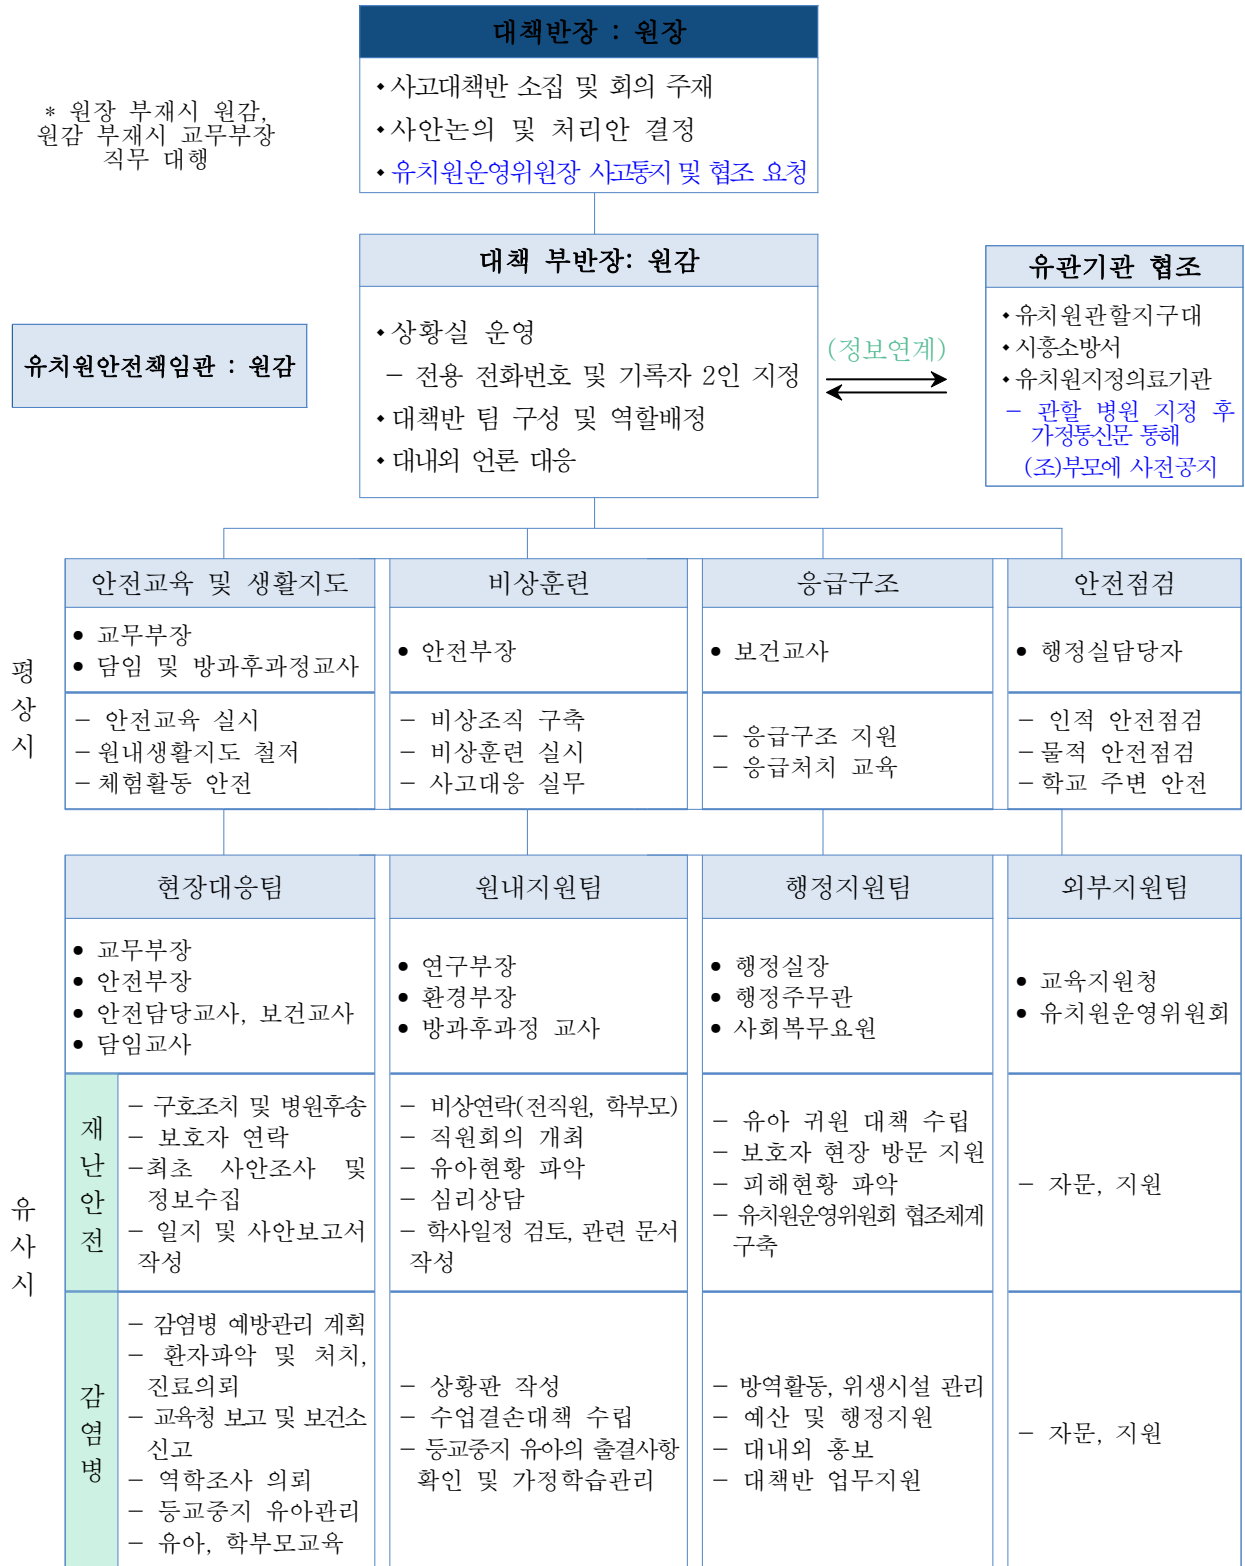 대책반장 : 원장
◆사고대책반 소집 및 회의 주재
◆사안논의 및 처리안 결정
◆유치원운영위원장 사고통지 및 협조 요청
* 원장 부재시 원감,
원감 부재시 교무부장
직무 대행
대책 부반장: 원감
◆상황실 운영
− 전용 전화번호 및 기록자 2인 지정
◆대책반 팀 구성 및 역할배정
◆대내외 언론 대응
유치원안전책임관 : 원감
(정보연계)
유관기관 협조
◆유치원관할지구대
◆시흥소방서
◆유치원지정의료기관
− 관할 병원 지정 후
가정통신문 통해
(조)부모에 사전공지
평
상
시
안전교육 및 생활지도
● 교무부장
● 담임 및 방과후과정교사
− 안전교육 실시
−원내생활지도 철저
−체험활동 안전
비상훈련
● 안전부장
− 비상조직 구축
− 비상훈련 실시
− 사고대응 실무
응급구조
● 보건교사
− 응급구조 지원
− 응급처치 교육
안전점검
● 행정실담당자
− 인적 안전점검
−물적 안전점검
−학교 주변 안전
유
사
시
현장대응팀
● 교무부장
● 안전부장
● 안전담당교사, 보건교사
● 담임교사
원내지원팀
● 연구부장
● 환경부장
● 방과후과정 교사
행정지원팀
● 행정실장
● 행정주무관
● 사회복무요원
외부지원팀
● 교육지원청
● 유치원운영위원회
재
난
안
전
− 구호조치 및 병원후송
− 보호자 연락
−최초 사안조사 및
정보수집
− 일지 및 사안보고서
작성
− 비상연락(전직원, 학부모)
− 직원회의 개최
− 유아현황 파악
− 심리상담
− 학사일정 검토, 관련 문서
작성
− 유아 귀원 대책 수립
− 보호자 현장 방문 지원
− 피해현황 파악
− 유치원운영위원회 협조체계
구축
− 자문, 지원
감
염
병
− 감염병 예방관리 계획
− 환자파악 및 처치,
진료의뢰
− 교육청 보고 및 보건소
신고
− 역학조사 의뢰
− 등교중지 유아관리
− 유아, 학부모교육
− 상황판 작성
− 수업결손대책 수립
− 등교중지 유아의 출결사항
확인 및 가정학습관리
− 방역활동, 위생시설 관리
− 예산 및 행정지원
− 대내외 홍보
− 대책반 업무지원
− 자문, 지원